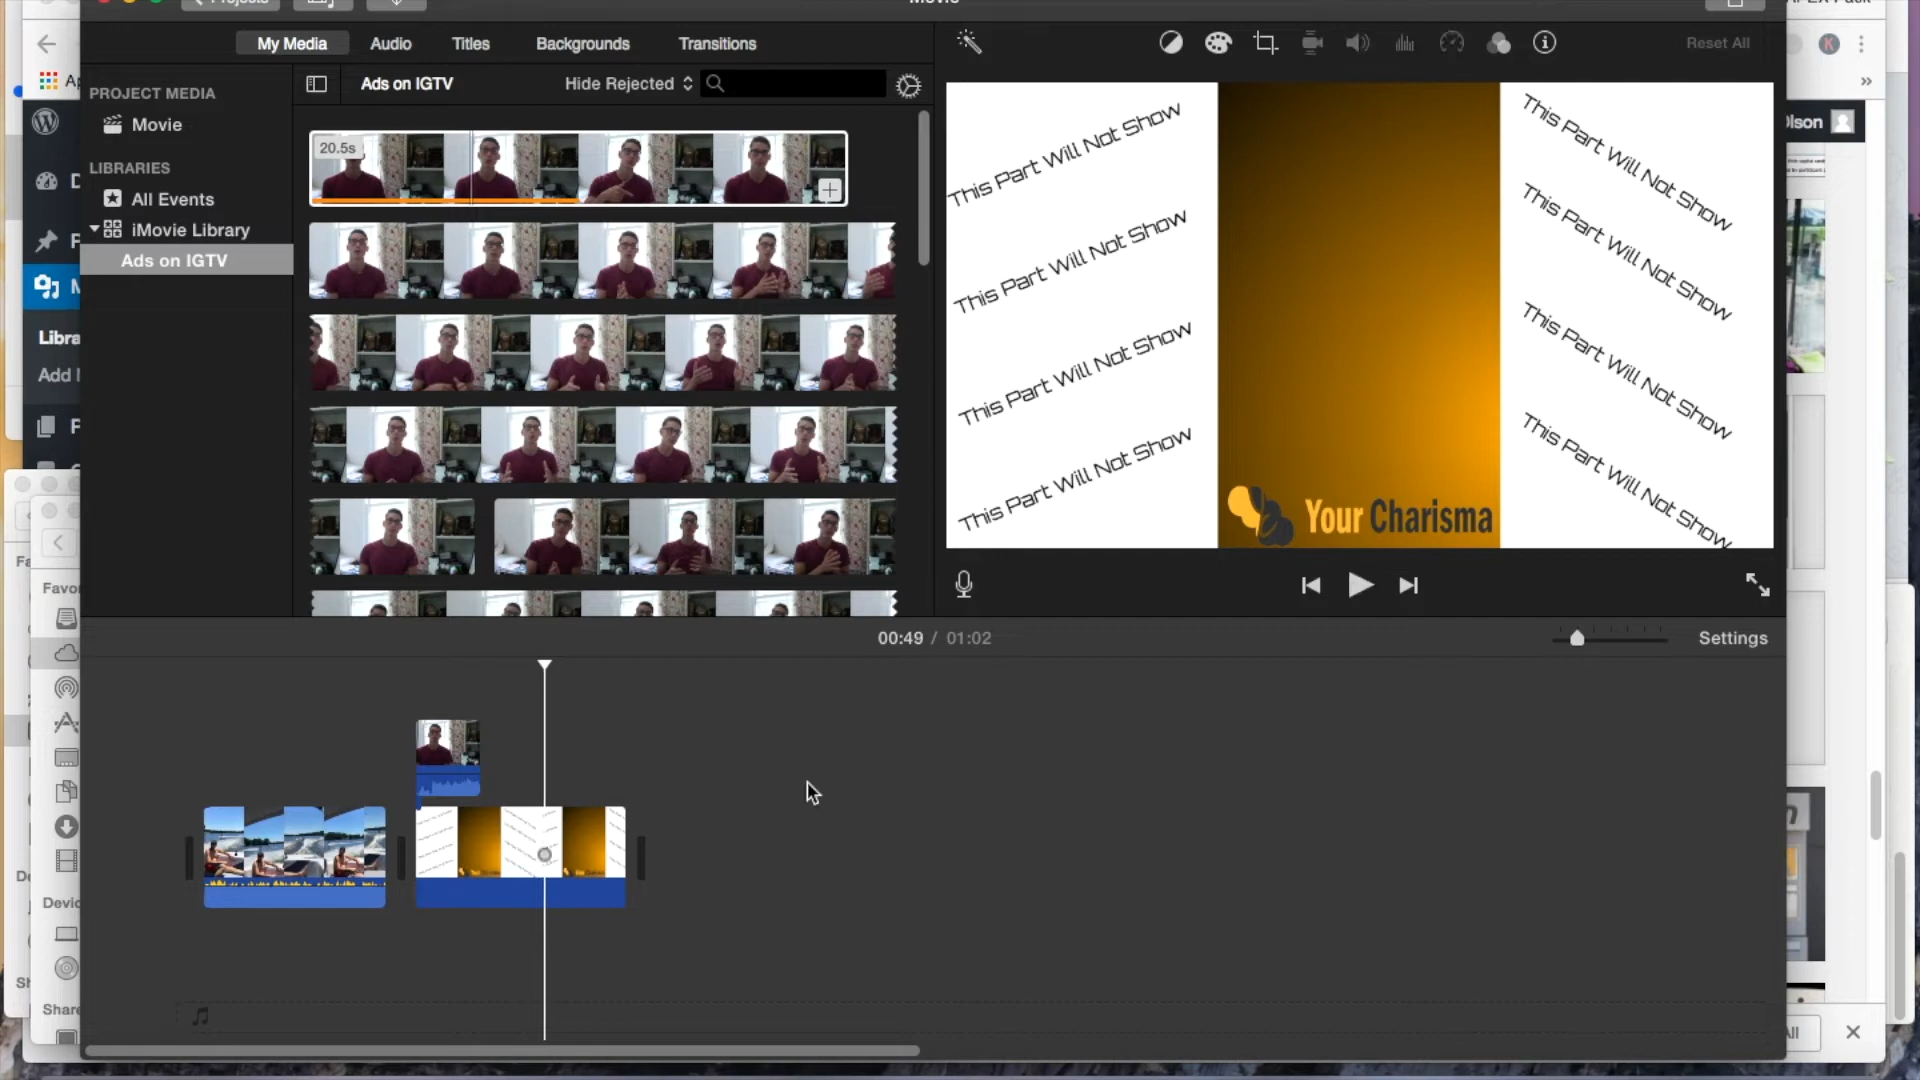 Projects
iMovie
My Media
Audio
Titles
Backgrounds
Transitions
Reset All
PROJECT MEDIA
Movie
LIBRARIES
All Events
iMovie Library
Ads on IGTV
Ads on IGTV
Hide Rejected
20.5s
This Part Will Not Show
This Part Will Not Show
This Part Will Not Show
This Part Will Not Show
This Part Will Not Show
This Part Will Not Show
This Part Will Not Show
This Part Will Not Show
Your Charisma
00:49 / 01:02
Settings
K
Add